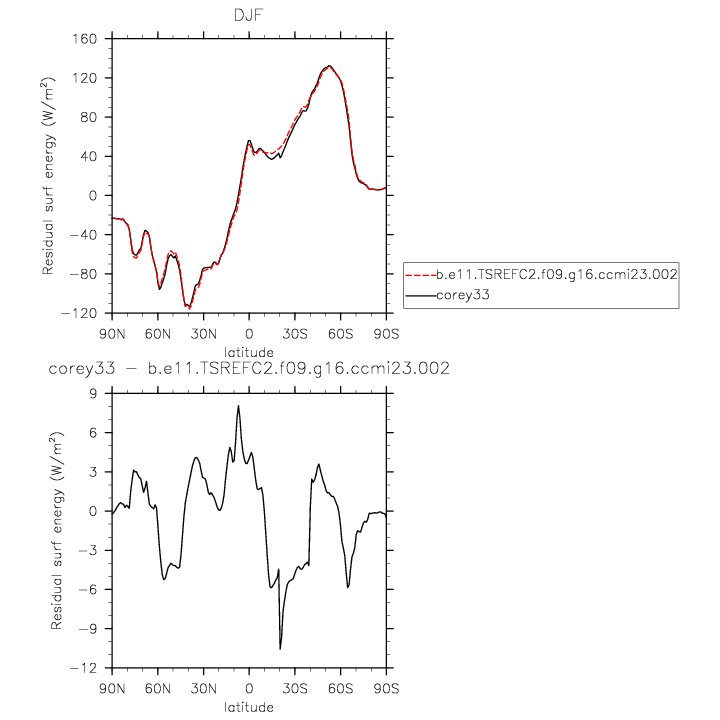 DJF
160
120
80
40
0
−40
−80
−120
Residual surf energy (W/m²)
90N 60N 30N 0 30S 60S 90S
latitude
b.e11.TSREFC2.f09.g16.ccmi23.002
corey33
corey33 − b.e11.TSREFC2.f09.g16.ccmi23.002
9
6
3
0
−3
−6
−9
−12
Residual surf energy (W/m²)
90N 60N 30N 0 30S 60S 90S
latitude